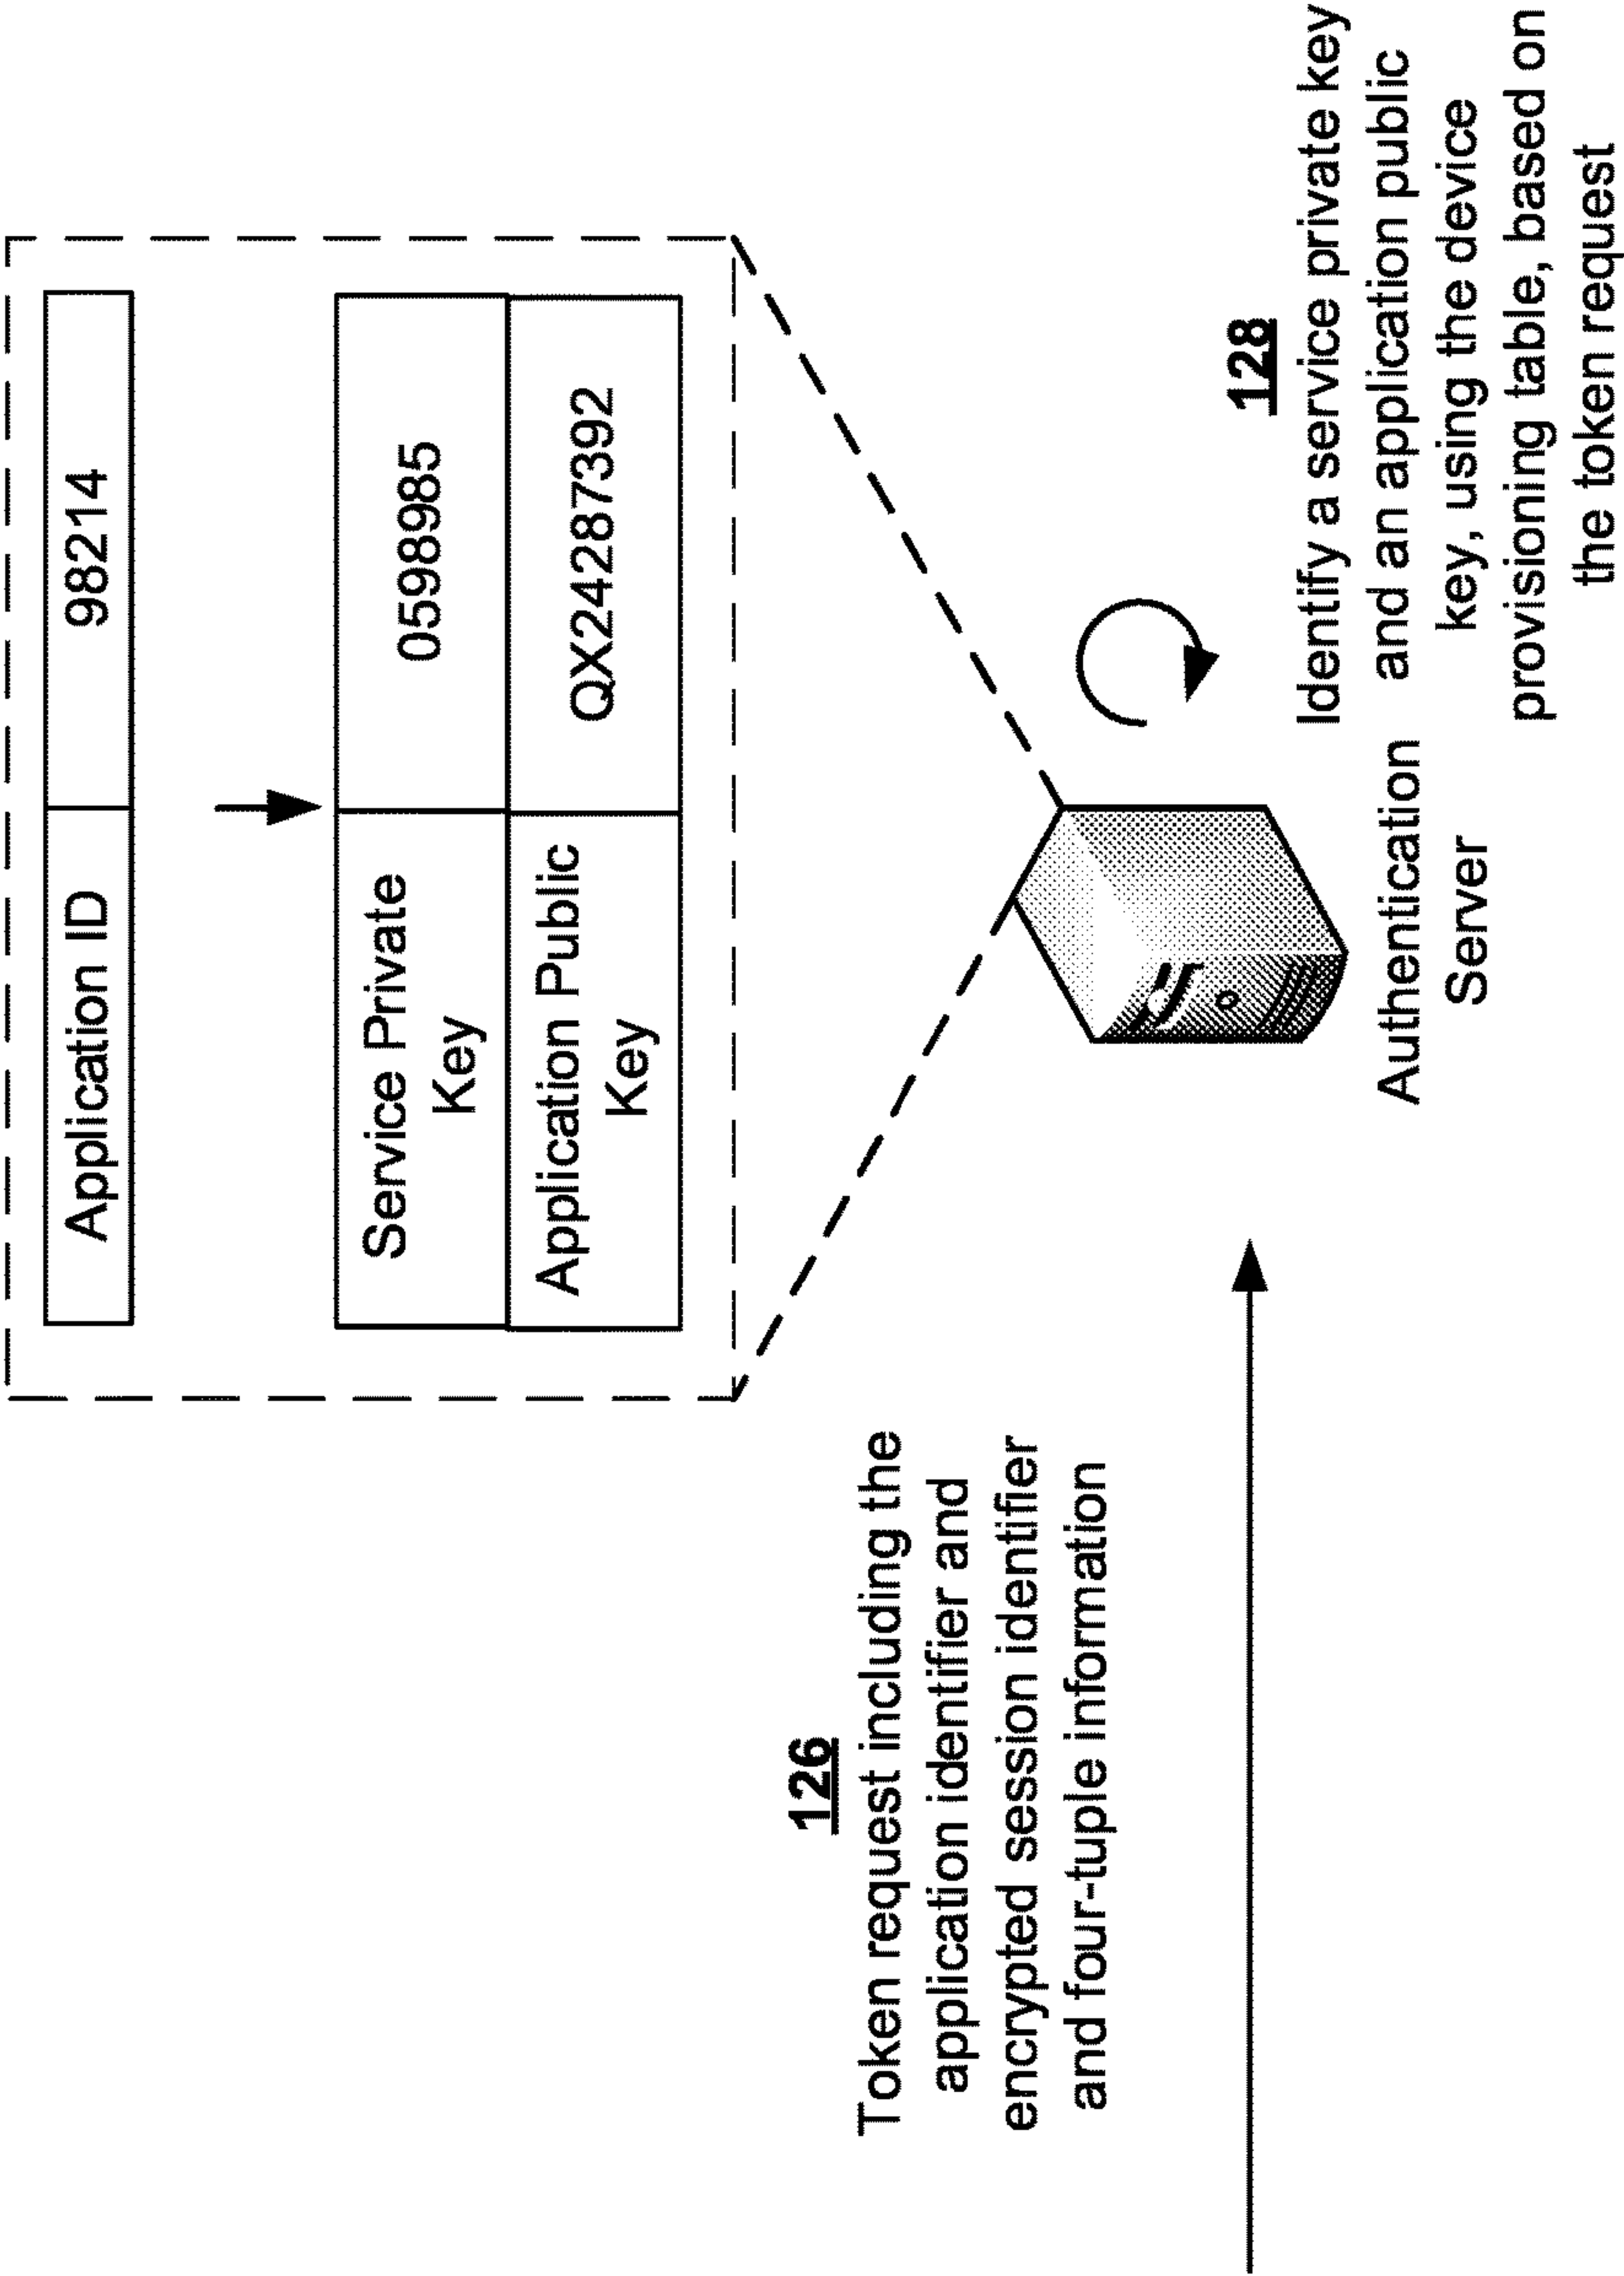 Application ID 98214
Service Private
Key
0598985
Application Public
Key
QX24287392
126
Token request including the
application identifier and
encrypted session identifier
and four-tuple information
Authentication
Server
128
Identify a service private key
and an application public
key, using the device
provisioning table, based on
the token request